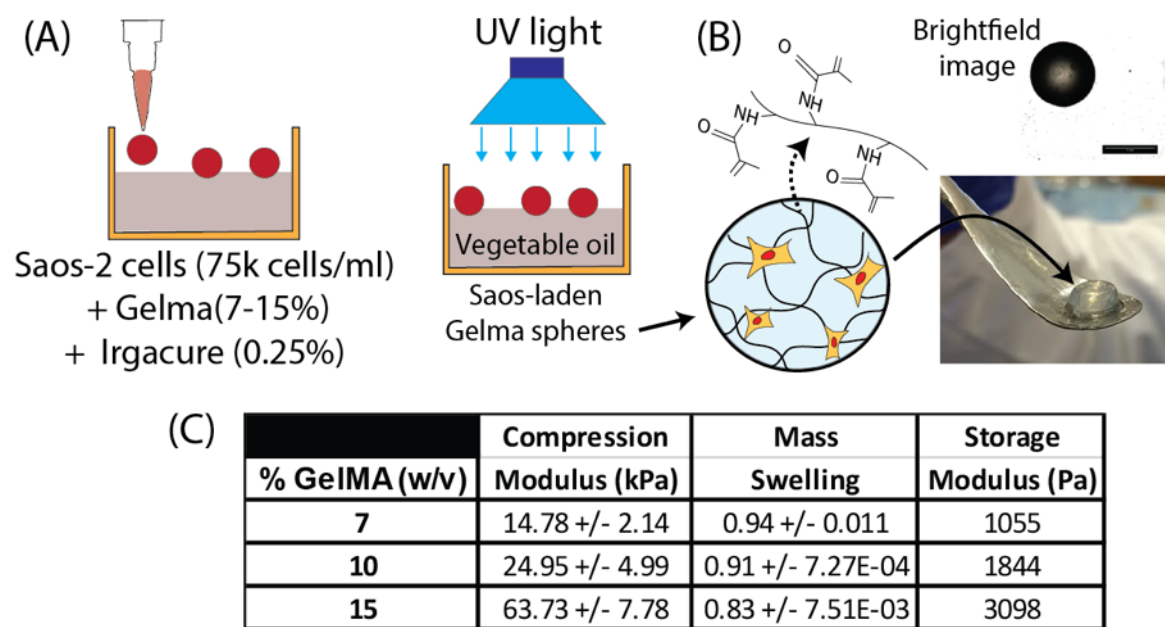 (A)
UV light
Vegetable oil
Saos-2 cells (75k cells/ml)
+ Gelma(7-15%)
+ Irgacure (0.25%)
Saos-laden
Gelma spheres
(B)
Brightfield
image
O
NH
O
NH
NH
O
(C)
Compression Mass Storage
% GelMA (w/v) Modulus (kPa) Swelling Modulus (Pa)
7 14.78 +/- 2.14 0.94 +/- 0.011 1055
10 24.95 +/- 4.99 0.91 +/- 7.27E-04 1844
15 63.73 +/- 7.78 0.83 +/- 7.51E-03 3098